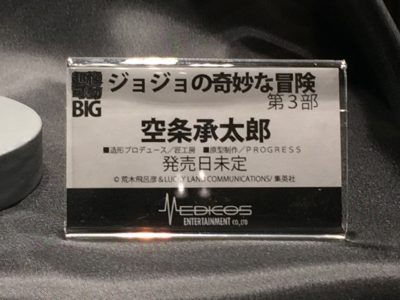 超像可動
BIG
ジョジョの奇妙な冒険
第3部
空条承太郎
■造形プロデュース/匠工房 ■原型制作/PROGRESS
発売日未定
© 荒木飛呂彦&LUCKY LAND COMMUNICATIONS/集英社
MEDICOS
ENTERTAINMENT CO.,LTD